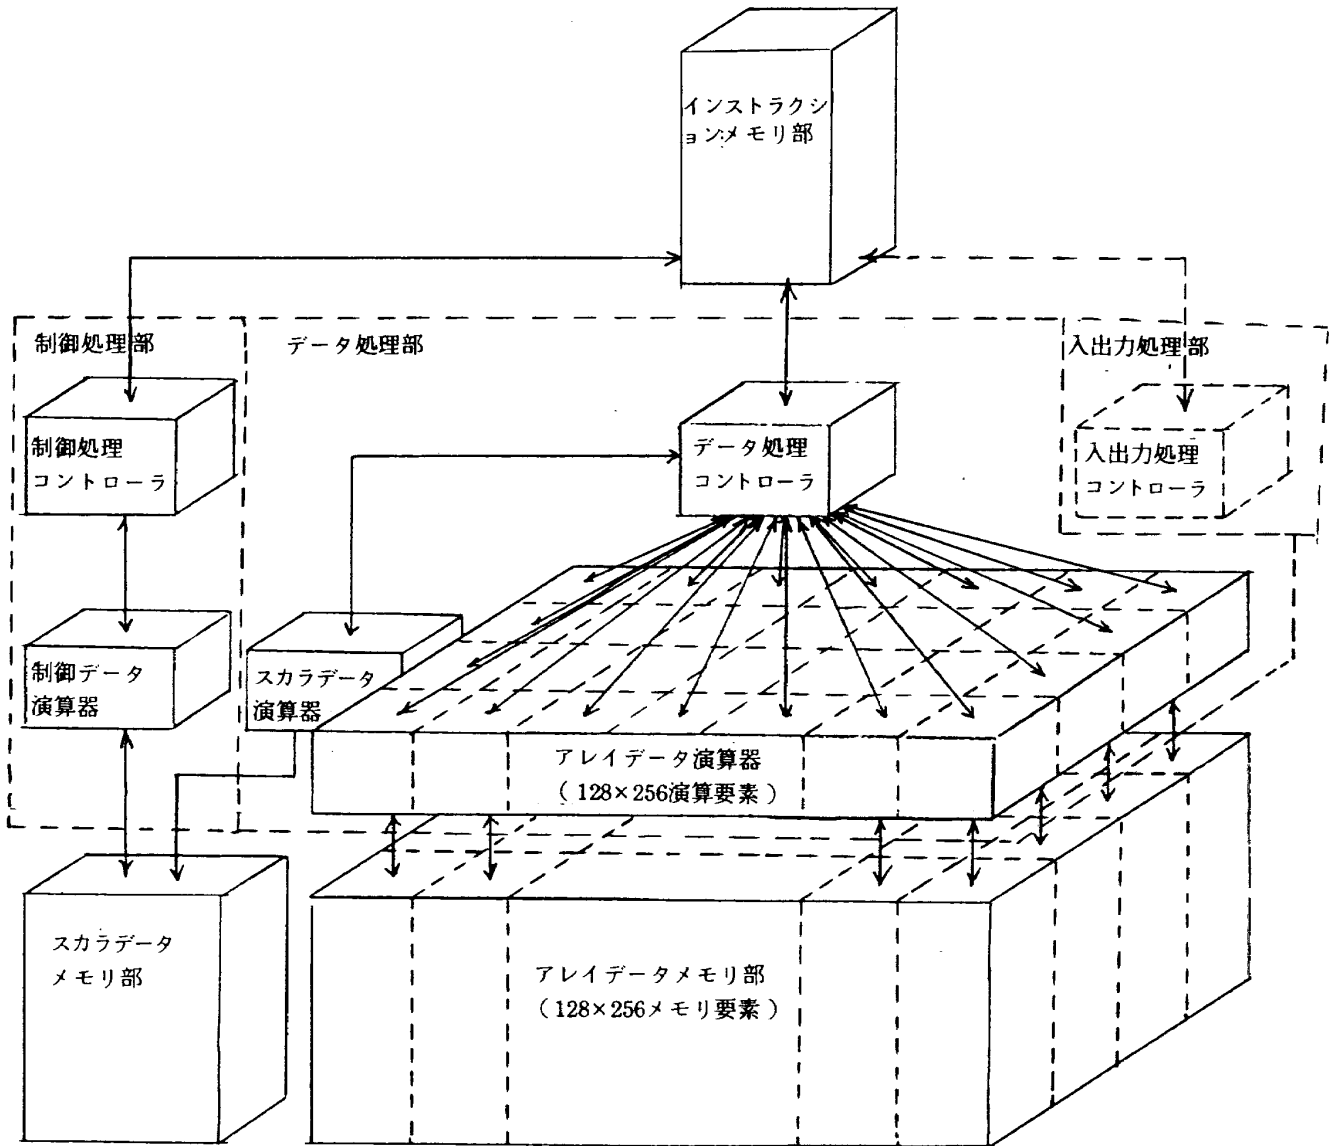 インストラクシ
ョンメモリ部
制御処理部
データ処理部
入出力処理部
制御処理
コントローラ
データ処理
コントローラ
入出力処理
コントローラ
制御データ
演算器
スカラデータ
演算器
アレイデータ演算器
(128×256演算要素)
スカラデータ
メモリ部
アレイデータメモリ部
(128×256メモリ要素)